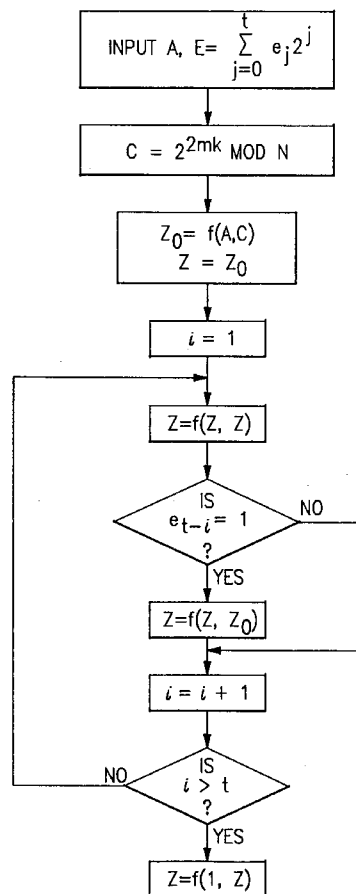 t
INPUT A, E= ∑ e_j 2^j
j=0
C = 2^{2mk} MOD N
Z_0= f(A,C)
Z = Z_0
i = 1
Z=f(Z, Z)
IS
e_{t-i}= 1
?
NO
YES
Z=f(Z, Z_0)
i = i + 1
IS
i > t
?
NO
YES
Z=f(1, Z)